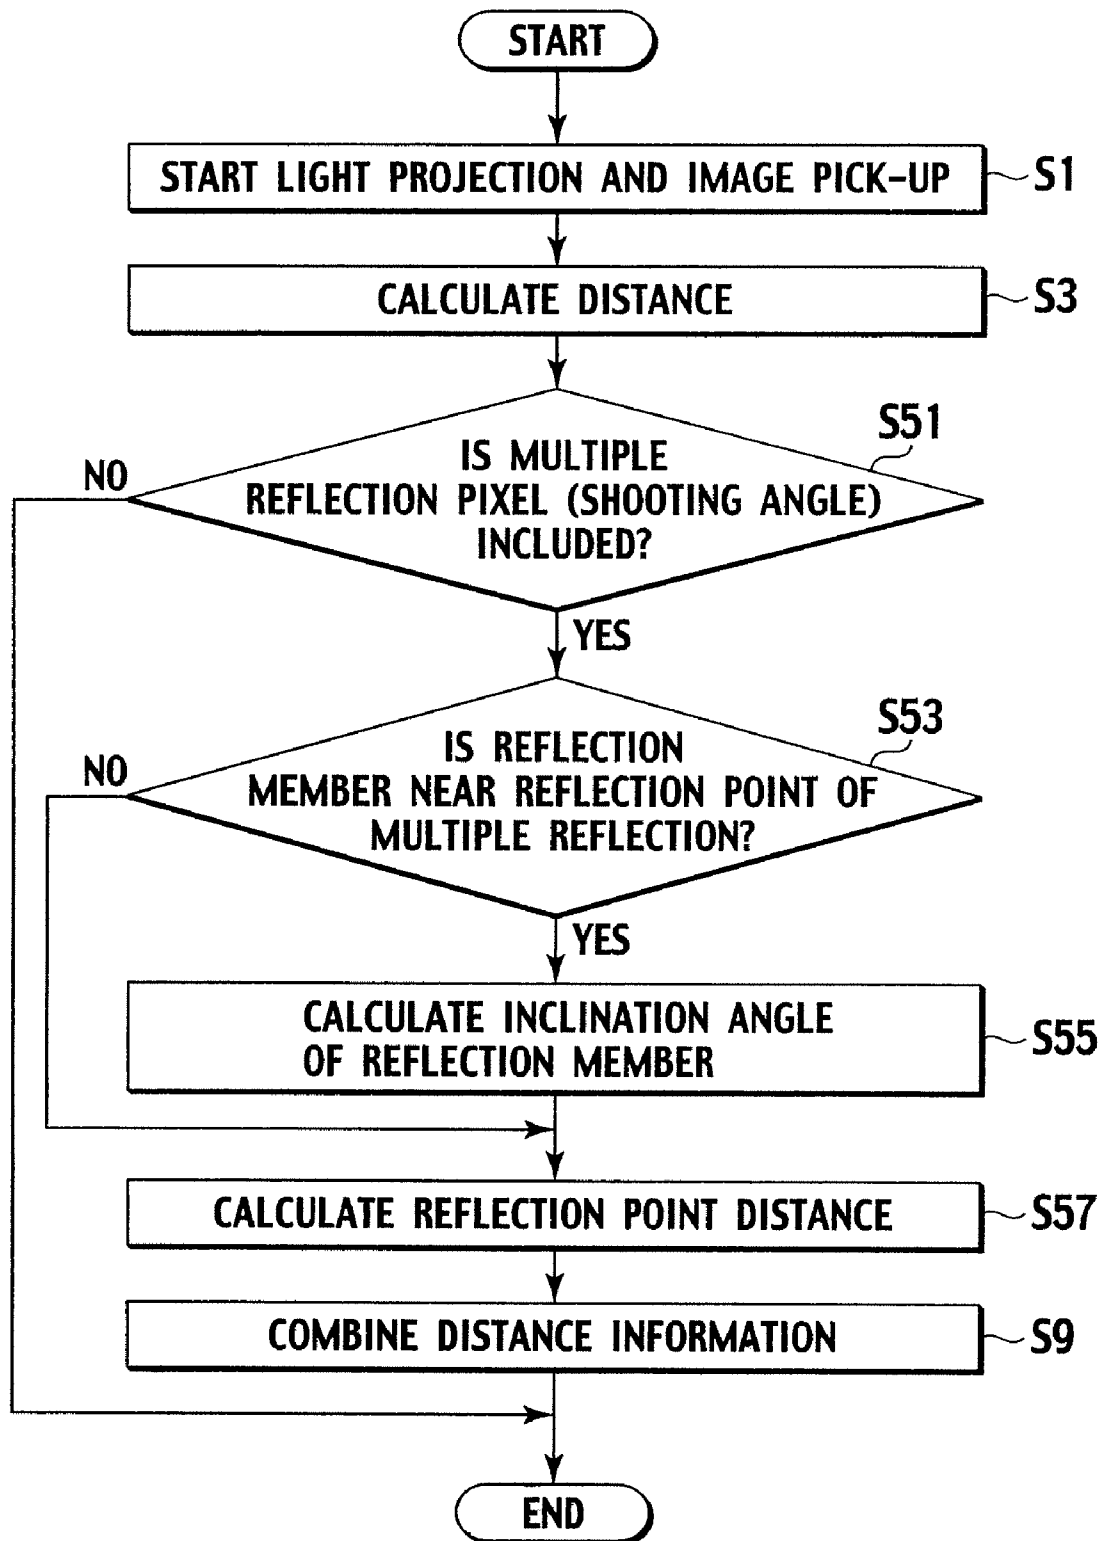 START
START LIGHT PROJECTION AND IMAGE PICK-UP
S1
CALCULATE DISTANCE
S3
S51
NO
IS MULTIPLE
REFLECTION PIXEL (SHOOTING ANGLE)
INCLUDED?
YES
S53
NO
IS REFLECTION
MEMBER NEAR REFLECTION POINT OF
MULTIPLE REFLECTION?
YES
CALCULATE INCLINATION ANGLE
OF REFLECTION MEMBER
S55
CALCULATE REFLECTION POINT DISTANCE
S57
COMBINE DISTANCE INFORMATION
S9
END